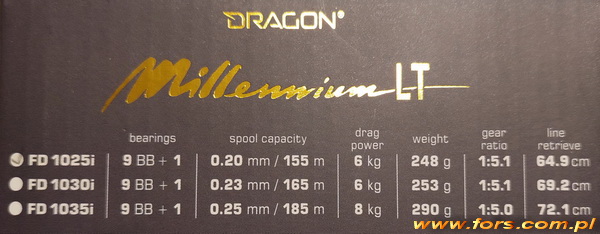 DRAGON
Millennium LT
bearings spool capacity drag power weight gear ratio line retrieve
FD 1025i 9 BB + 1 0.20 mm / 155 m 6 kg 248 g 1:5.1 64.9 cm
FD 1030i 9 BB + 1 0.23 mm / 165 m 6 kg 253 g 1:5.1 69.2 cm
FD 1035i 9 BB + 1 0.25 mm / 185 m 8 kg 290 g 1:5.0 72.1 cm
www.fors.com.pl